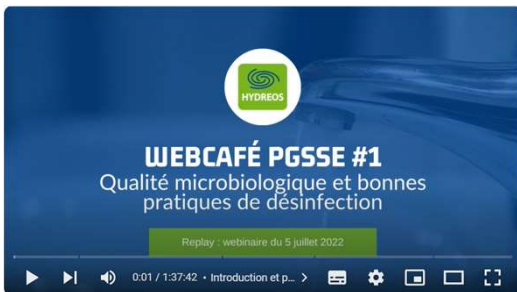 HYDREOS
WEBCAFÉ PGSSE #1
Qualité microbiologique et bonnes
pratiques de désinfection
Replay : webinaire du 5 juillet 2022
0:01 / 1:37:42 • Introduction et p... >